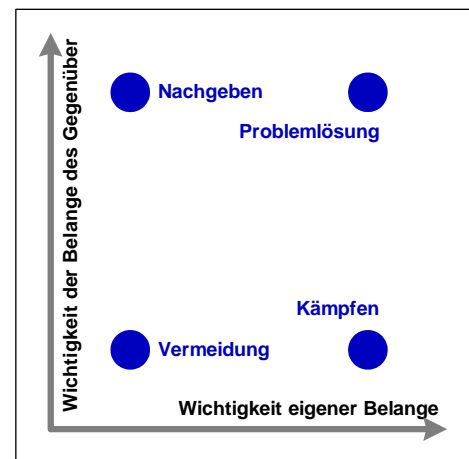 Wichtigkeit der Belange des Gegenüber
Nachgeben
Problemlösung
Kämpfen
Vermeidung
Wichtigkeit eigener Belange